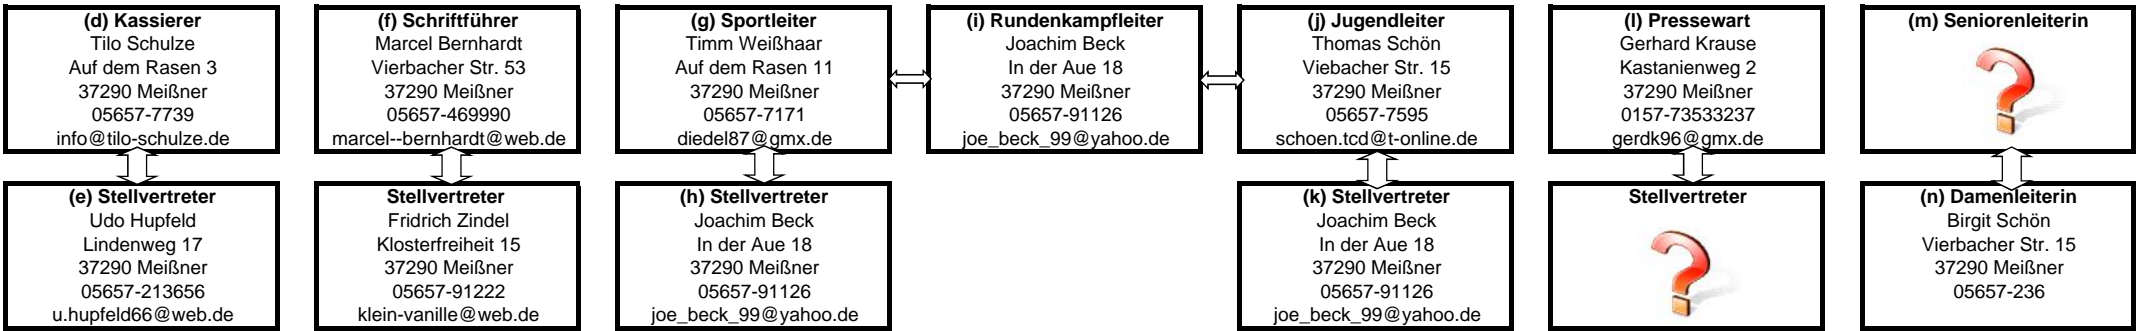 (d) Kassierer
Tilo Schulze
Auf dem Rasen 3
37290 Meißner
05657-7739
info@tilo-schulze.de
(f) Schriftführer
Marcel Bernhardt
Vierbacher Str. 53
37290 Meißner
05657-469990
marcel--bernhardt@web.de
(g) Sportleiter
Timm Weißhaar
Auf dem Rasen 11
37290 Meißner
05657-7171
diedel87@gmx.de
(i) Rundenkampfleiter
Joachim Beck
In der Aue 18
37290 Meißner
05657-91126
joe_beck_99@yahoo.de
(j) Jugendleiter
Thomas Schön
Viebacher Str. 15
37290 Meißner
05657-7595
schoen.tcd@t-online.de
(l) Pressewart
Gerhard Krause
Kastanienweg 2
37290 Meißner
0157-73533237
gerdk96@gmx.de
(m) Seniorenleiterin
?
(e) Stellvertreter
Udo Hupfeld
Lindenweg 17
37290 Meißner
05657-213656
u.hupfeld66@web.de
Stellvertreter
Fridrich Zindel
Klosterfreiheit 15
37290 Meißner
05657-91222
klein-vanille@web.de
(h) Stellvertreter
Joachim Beck
In der Aue 18
37290 Meißner
05657-91126
joe_beck_99@yahoo.de
(k) Stellvertreter
Joachim Beck
In der Aue 18
37290 Meißner
05657-91126
joe_beck_99@yahoo.de
Stellvertreter
?
(n) Damenleiterin
Birgit Schön
Vierbacher Str. 15
37290 Meißner
05657-236